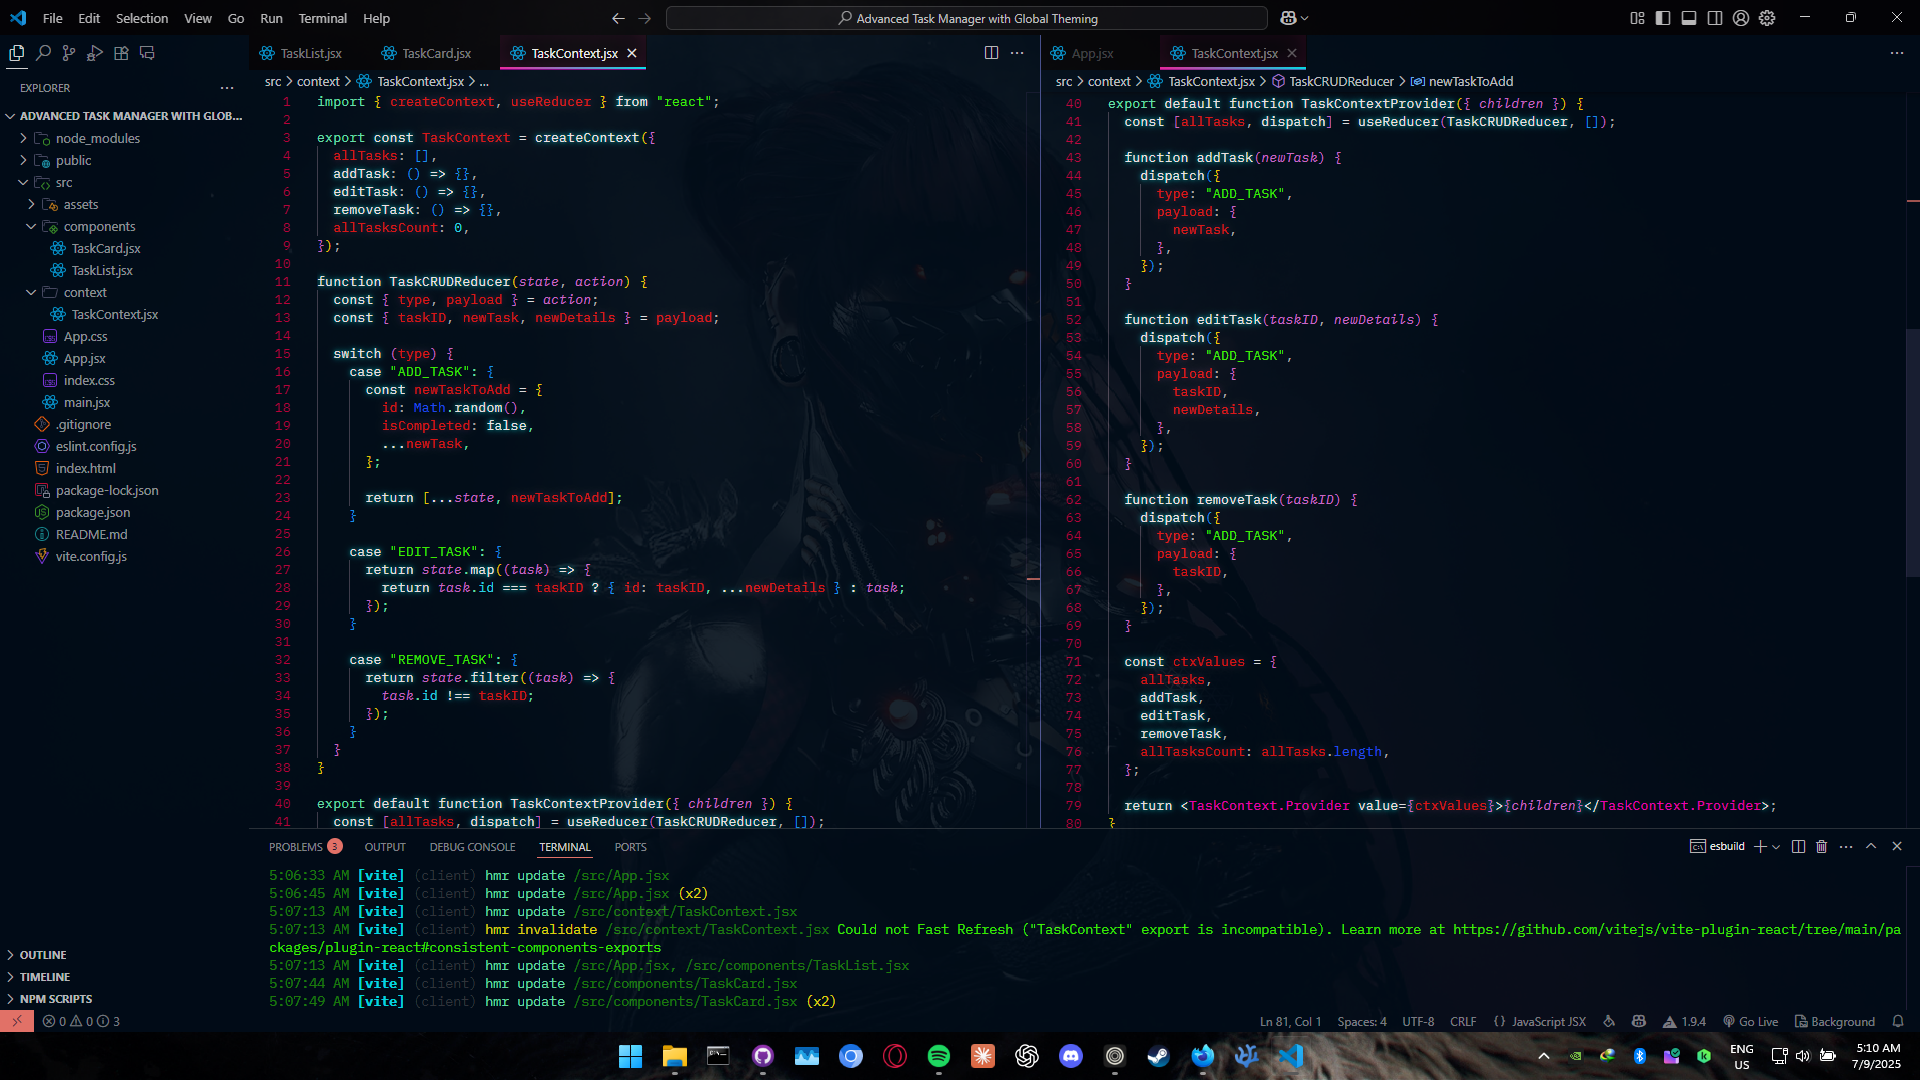 File Edit Selection View Go Run Terminal Help
Advanced Task Manager with Global Theming
EXPLORER
ADVANCED TASK MANAGER WITH GLOB...
node_modules
public
src
assets
components
TaskCard.jsx
TaskList.jsx
context
TaskContext.jsx
App.css
App.jsx
index.css
main.jsx
.gitignore
eslint.config.js
index.html
package-lock.json
package.json
README.md
vite.config.js
OUTLINE
TIMELINE
NPM SCRIPTS
TaskList.jsx TaskCard.jsx TaskContext.jsx
src > context > TaskContext.jsx > ...
1 import { createContext, useReducer } from "react";
2
3 export const TaskContext = createContext({
4 allTasks: [],
5 addTask: () => {},
6 editTask: () => {},
7 removeTask: () => {},
8 allTasksCount: 0,
9 });
10
11 function TaskCRUDReducer(state, action) {
12 const { type, payload } = action;
13 const { taskID, newTask, newDetails } = payload;
14
15 switch (type) {
16 case "ADD_TASK": {
17 const newTaskToAdd = {
18 id: Math.random(),
19 isCompleted: false,
20 ...newTask,
21 };
22
23 return [...state, newTaskToAdd];
24 }
25
26 case "EDIT_TASK": {
27 return state.map((task) => {
28 return task.id === taskID ? { id: taskID, ...newDetails } : task;
29 });
30 }
31
32 case "REMOVE_TASK": {
33 return state.filter((task) => {
34 task.id !== taskID;
35 });
36 }
37 }
38 }
39
40 export default function TaskContextProvider({ children }) {
41 const [allTasks, dispatch] = useReducer(TaskCRUDReducer, []);
App.jsx TaskContext.jsx
src > context > TaskContext.jsx > TaskCRUDReducer > newTaskToAdd
40 export default function TaskContextProvider({ children }) {
41 const [allTasks, dispatch] = useReducer(TaskCRUDReducer, []);
42
43 function addTask(newTask) {
44 dispatch({
45 type: "ADD_TASK",
46 payload: {
47 newTask,
48 },
49 });
50 }
51
52 function editTask(taskID, newDetails) {
53 dispatch({
54 type: "ADD_TASK",
55 payload: {
56 taskID,
57 newDetails,
58 },
59 });
60 }
61
62 function removeTask(taskID) {
63 dispatch({
64 type: "ADD_TASK",
65 payload: {
66 taskID,
67 },
68 });
69 }
70
71 const ctxValues = {
72 allTasks,
73 addTask,
74 editTask,
75 removeTask,
76 allTasksCount: allTasks.length,
77 };
78
79 return <TaskContext.Provider value={ctxValues}>{children}</TaskContext.Provider>;
80 }
PROBLEMS 3 OUTPUT DEBUG CONSOLE TERMINAL PORTS
esbuild
5:06:33 AM [vite] (client) hmr update /src/App.jsx
5:06:45 AM [vite] (client) hmr update /src/App.jsx (x2)
5:07:13 AM [vite] (client) hmr update /src/context/TaskContext.jsx
5:07:13 AM [vite] (client) hmr invalidate /src/context/TaskContext.jsx Could not Fast Refresh ("TaskContext" export is incompatible). Learn more at https://github.com/vitejs/vite-plugin-react/tree/main/pa
ckages/plugin-react#consistent-components-exports
5:07:13 AM [vite] (client) hmr update /src/App.jsx, /src/components/TaskList.jsx
5:07:44 AM [vite] (client) hmr update /src/components/TaskCard.jsx
5:07:49 AM [vite] (client) hmr update /src/components/TaskCard.jsx (x2)
0 0 3
Ln 81, Col 1 Spaces: 4 UTF-8 CRLF {} JavaScript JSX 1.9.4 Go Live Background
ENG
US
5:10 AM
7/9/2025